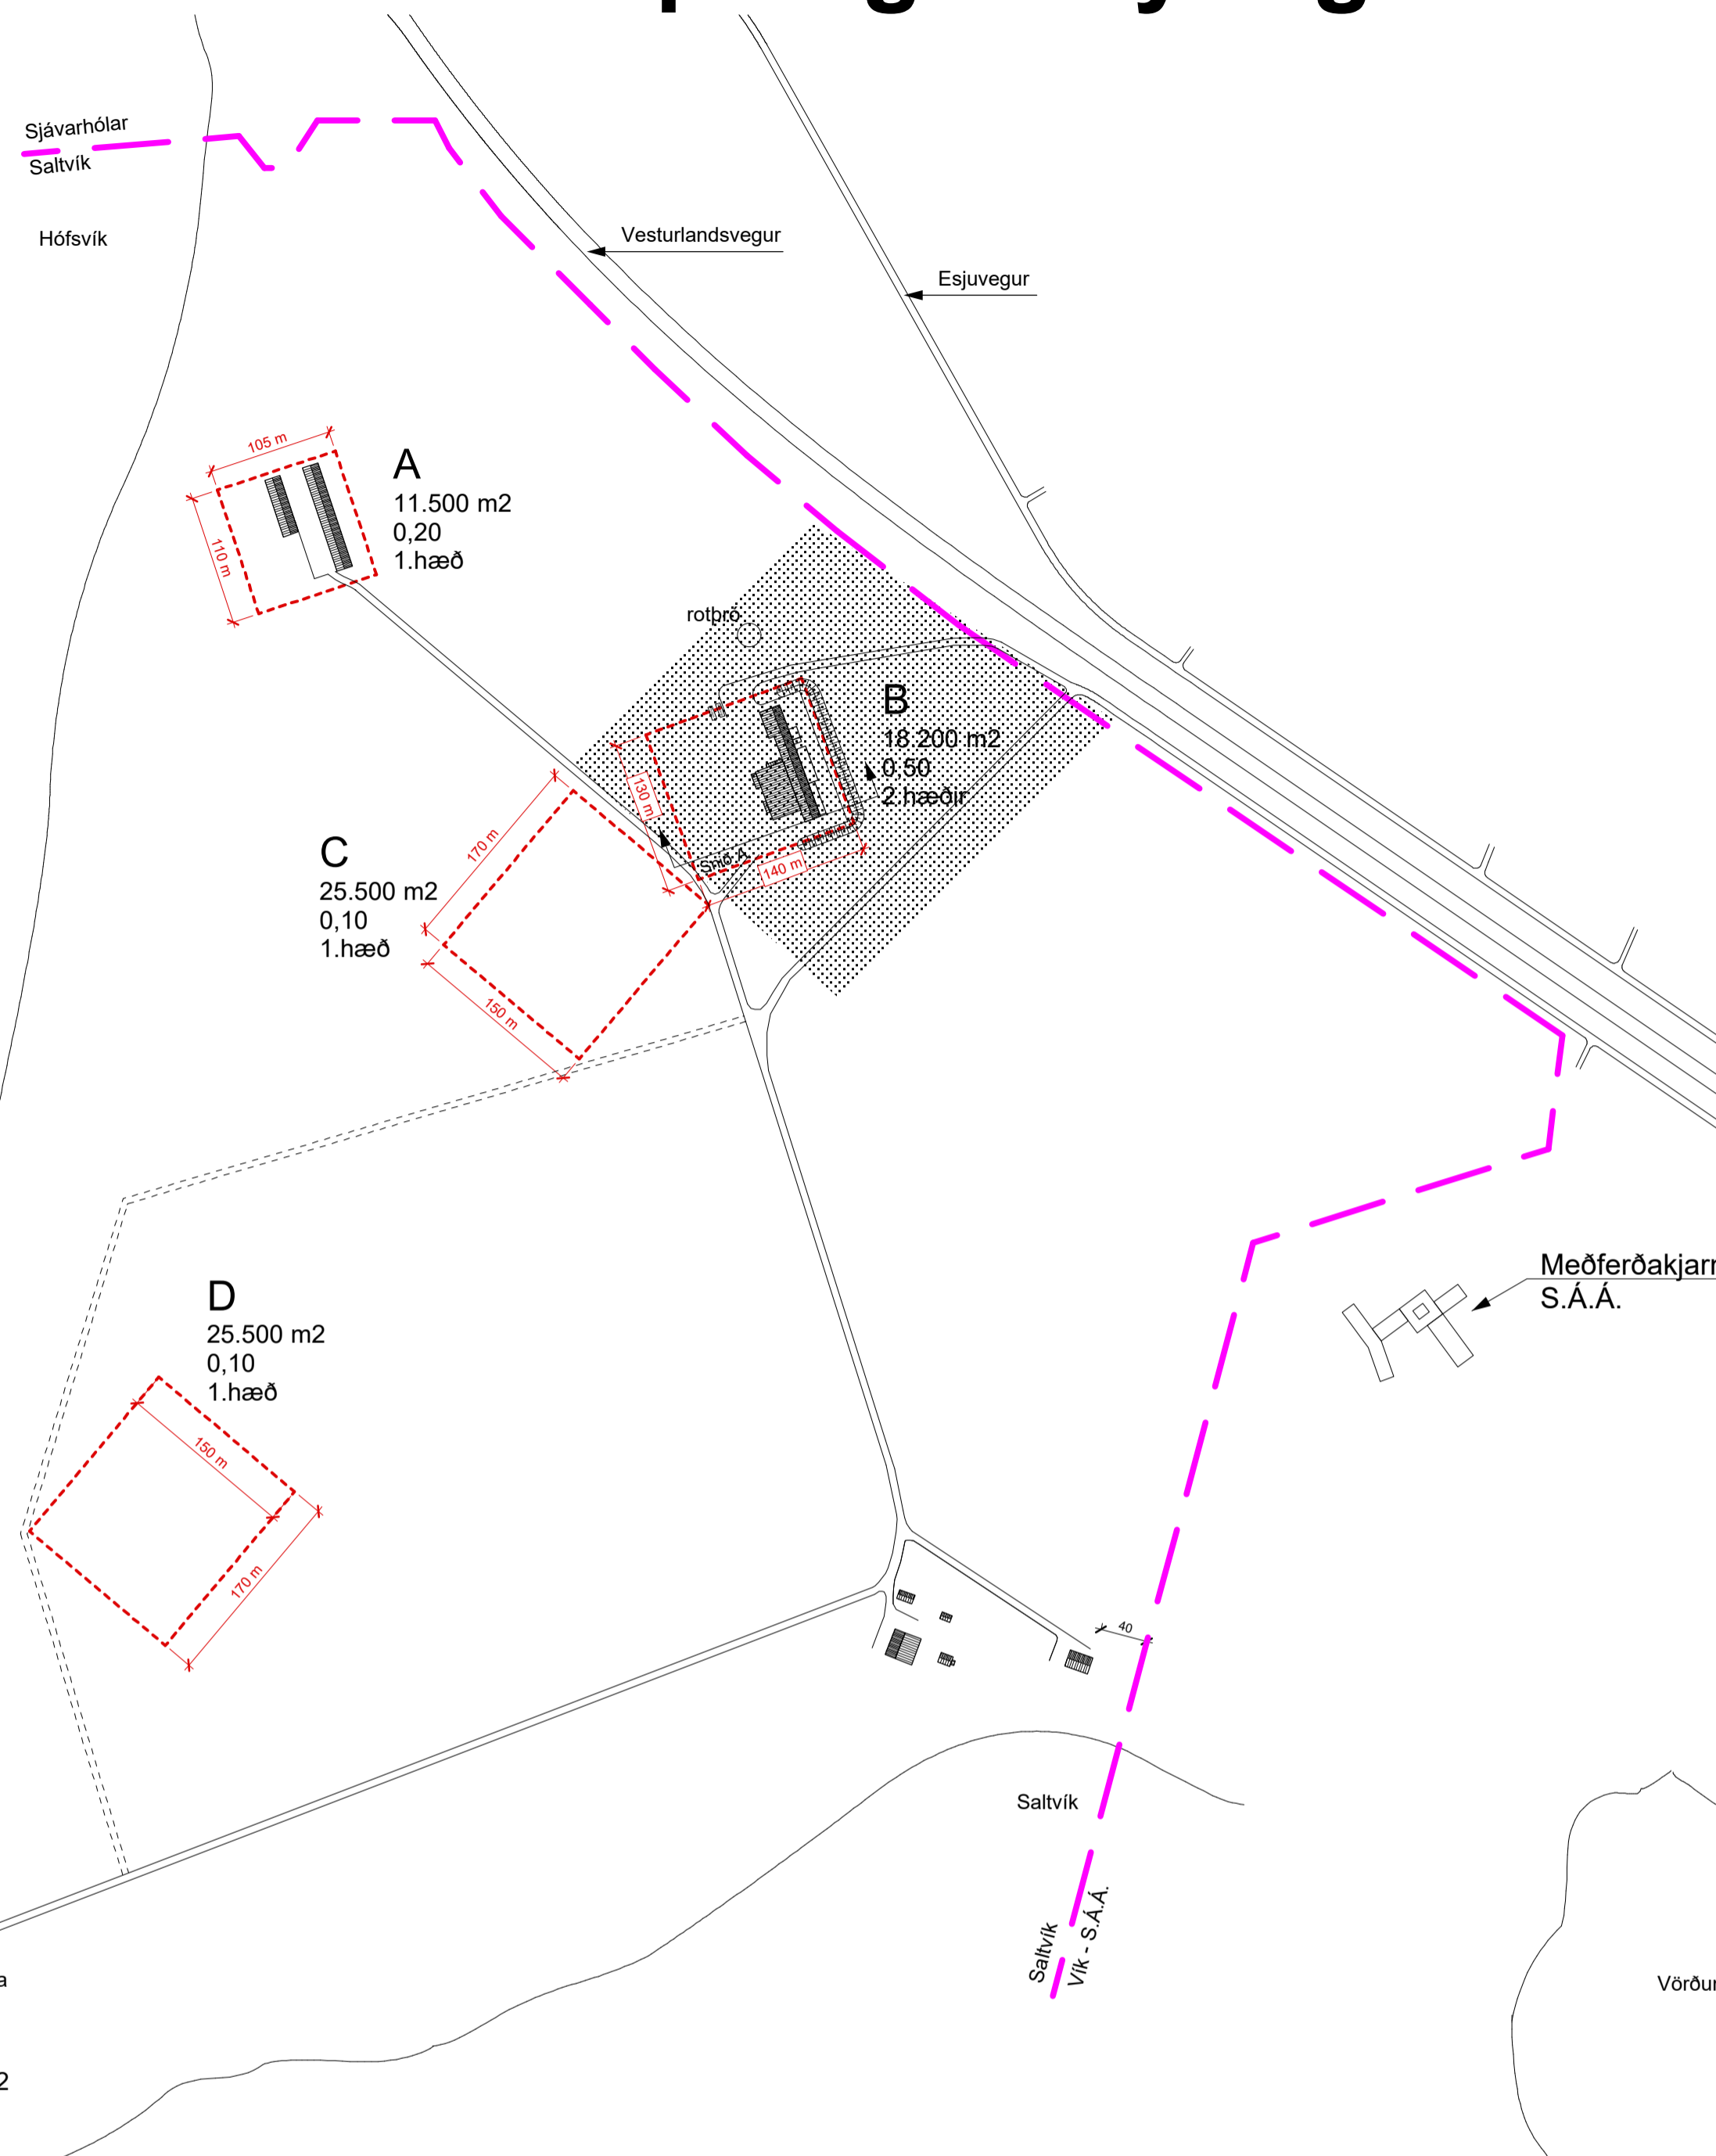 Sjávarhólar
Saltvík
Hófsvík
Vesturlandsvegur
Esjuvegur
105 m
110 m
A
11.500 m2
0,20
1.hæð
rotþró
B
18.200 m2
0,50
2.hæðir
130 m
Snið A
140 m
C
25.500 m2
0,10
1.hæð
170 m
150 m
D
25.500 m2
0,10
1.hæð
150 m
170 m
S.Á.Á.
40
Saltvík
Saltvík
Vík - S.Á.Á.